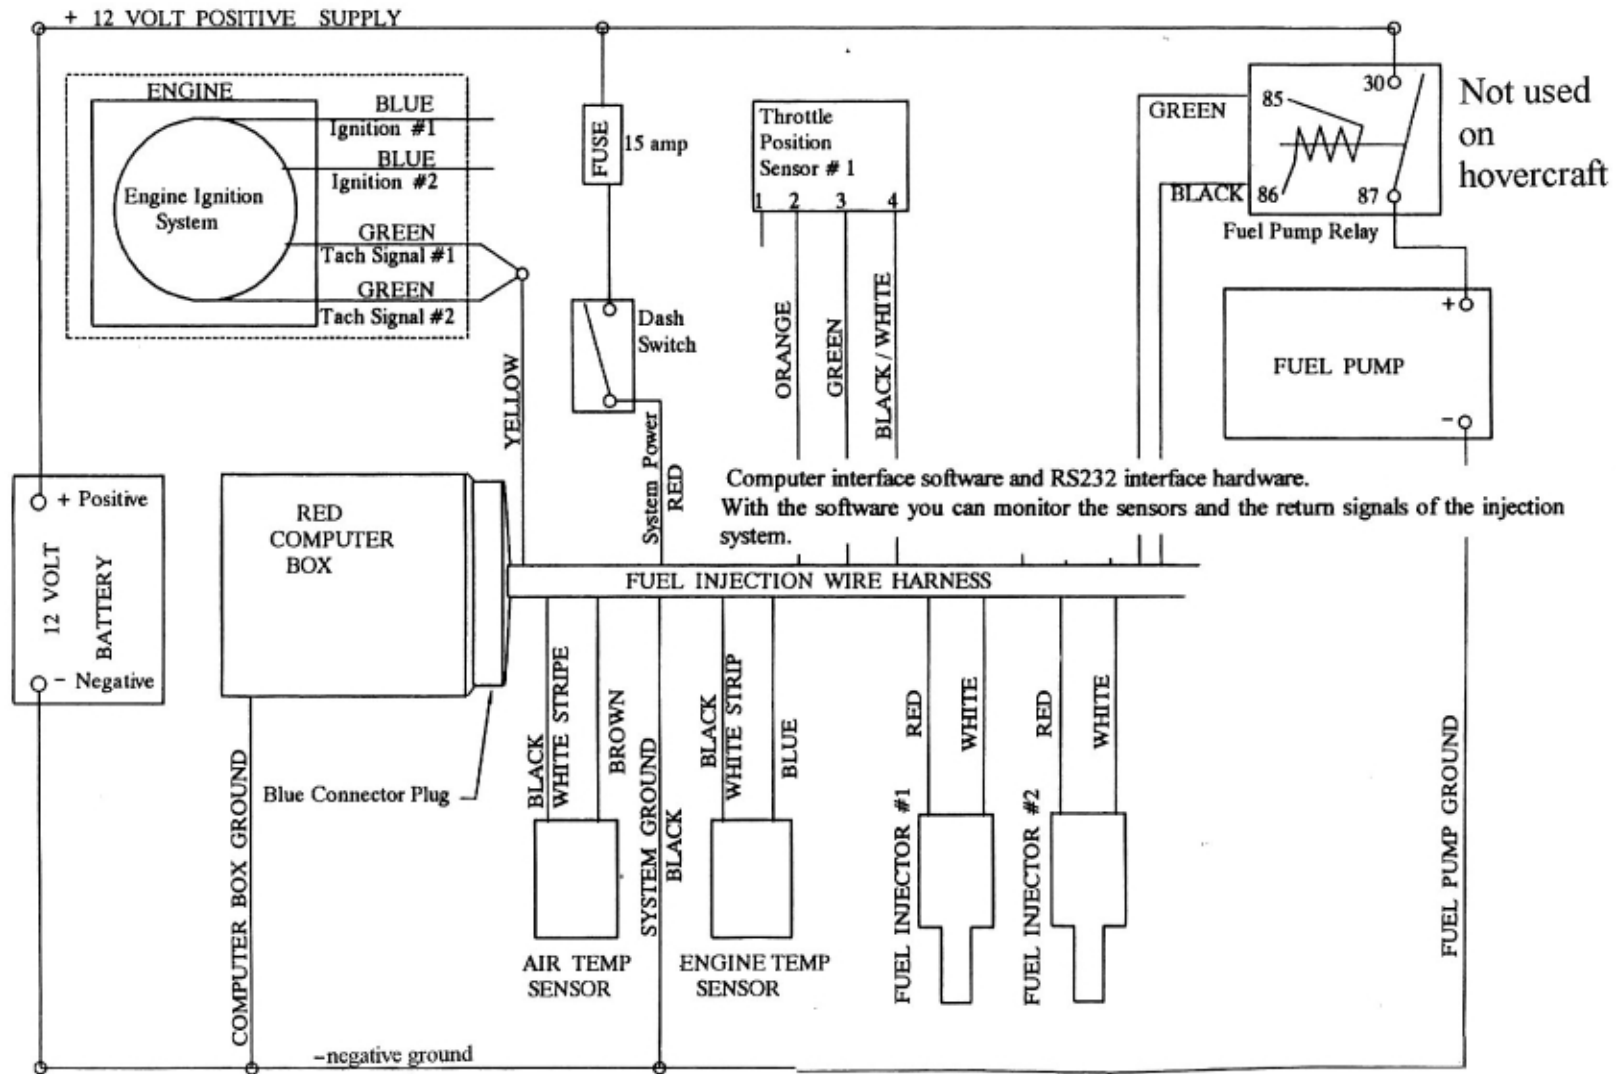 + 12 VOLT POSITIVE SUPPLY
ENGINE
BLUE
Ignition #1
BLUE
Ignition #2
Engine Ignition
System
GREEN
Tach Signal #1
GREEN
Tach Signal #2
YELLOW
FUSE
15 amp
Dash
Switch
System Power
RED
Throttle
Position
Sensor # 1
1 2 3 4
ORANGE
GREEN
BLACK / WHITE
GREEN
BLACK
85
30
86
87
Fuel Pump Relay
Not used
on
hovercraft
+
FUEL PUMP
-
Computer interface software and RS232 interface hardware.
With the software you can monitor the sensors and the return signals of the injection
system.
+ Positive
12 VOLT
BATTERY
- Negative
RED
COMPUTER
BOX
Blue Connector Plug
FUEL INJECTION WIRE HARNESS
COMPUTER BOX GROUND
BLACK
WHITE STRIPE
BROWN
AIR TEMP
SENSOR
SYSTEM GROUND
BLACK
BLACK
WHITE STRIP
BLUE
ENGINE TEMP
SENSOR
RED
WHITE
FUEL INJECTOR #1
RED
WHITE
FUEL INJECTOR #2
FUEL PUMP GROUND
-negative ground